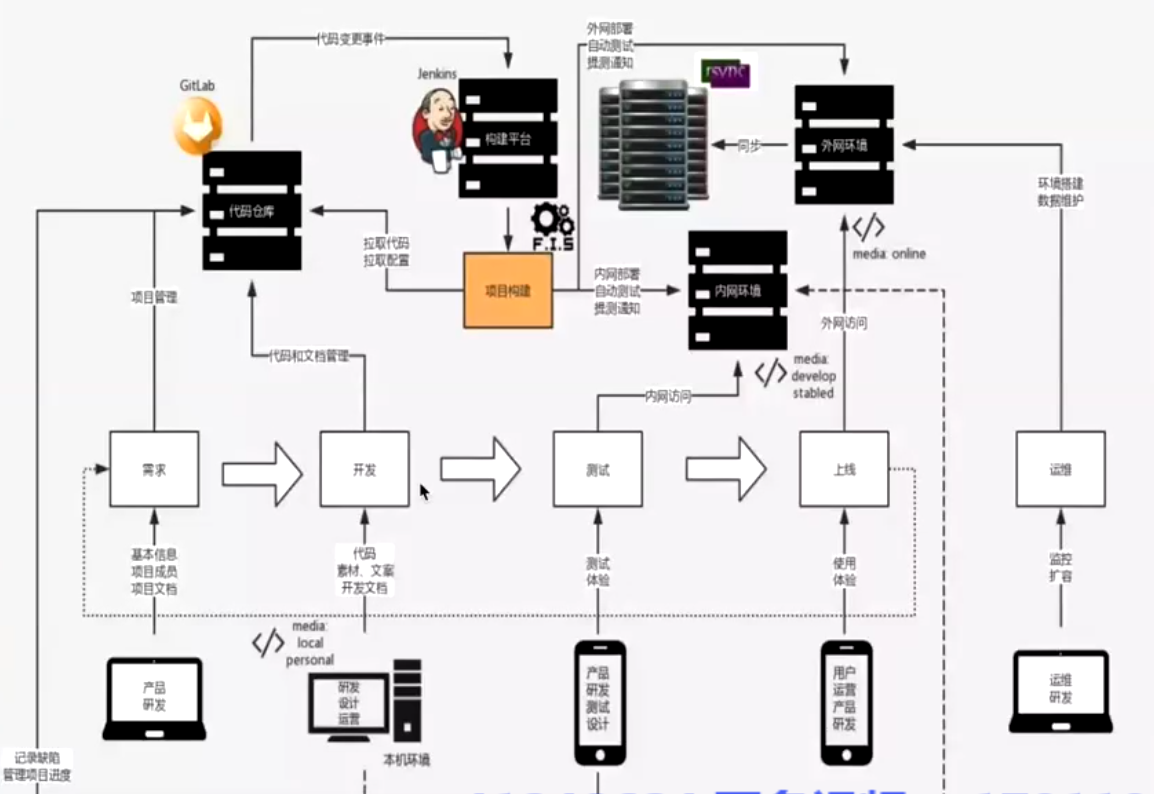 代码变更事件
外网部署
自动测试
提测通知
rsync
GitLab
Jenkins
构建平台
同步
外网环境
代码仓库
环境搭建
数据维护
拉取代码
拉取配置
F.I.S
media: online
项目管理
项目构建
内网部署
自动测试
提测通知
内网环境
外网访问
代码和文档管理
media:
develop
stabled
内网访问
需求
开发
测试
上线
运维
基本信息
项目成员
项目文档
代码
素材、文案
开发文档
测试
体验
使用
体验
监控
扩容
media:
local
personal
产品
研发
研发
设计
运营
产品
研发
测试
设计
用户
运营
产品
研发
运维
研发
本机环境
记录缺陷
管理项目进度